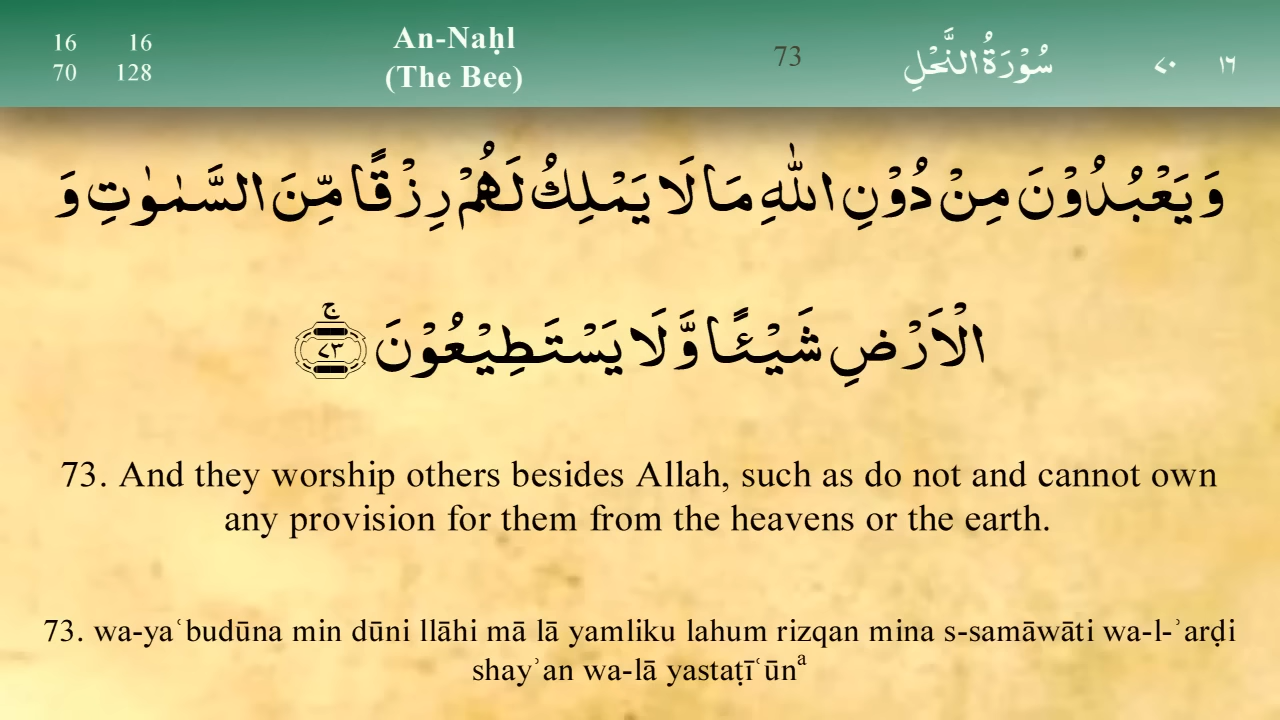 16 16
70 128
An-Naḥl
(The Bee)
73
سُوْرَةُ النَّحْلِ
٧٠ ١٦
وَ يَعْبُدُوْنَ مِنْ دُوْنِ اللّٰهِ مَا لَا يَمْلِكُ لَهُمْ رِزْقًا مِّنَ السَّمٰوٰتِ وَ
الْاَرْضِ شَيْـًٔا وَّ لَا يَسْتَطِيْعُوْنَ ۚ ٧٣
73. And they worship others besides Allah, such as do not and cannot own
any provision for them from the heavens or the earth.
73. wa-yaʿbudūna min dūni llāhi mā lā yamliku lahum rizqan mina s-samāwāti wa-l-ʾarḍi
shayʾan wa-lā yastaṭīʿūnᵃ